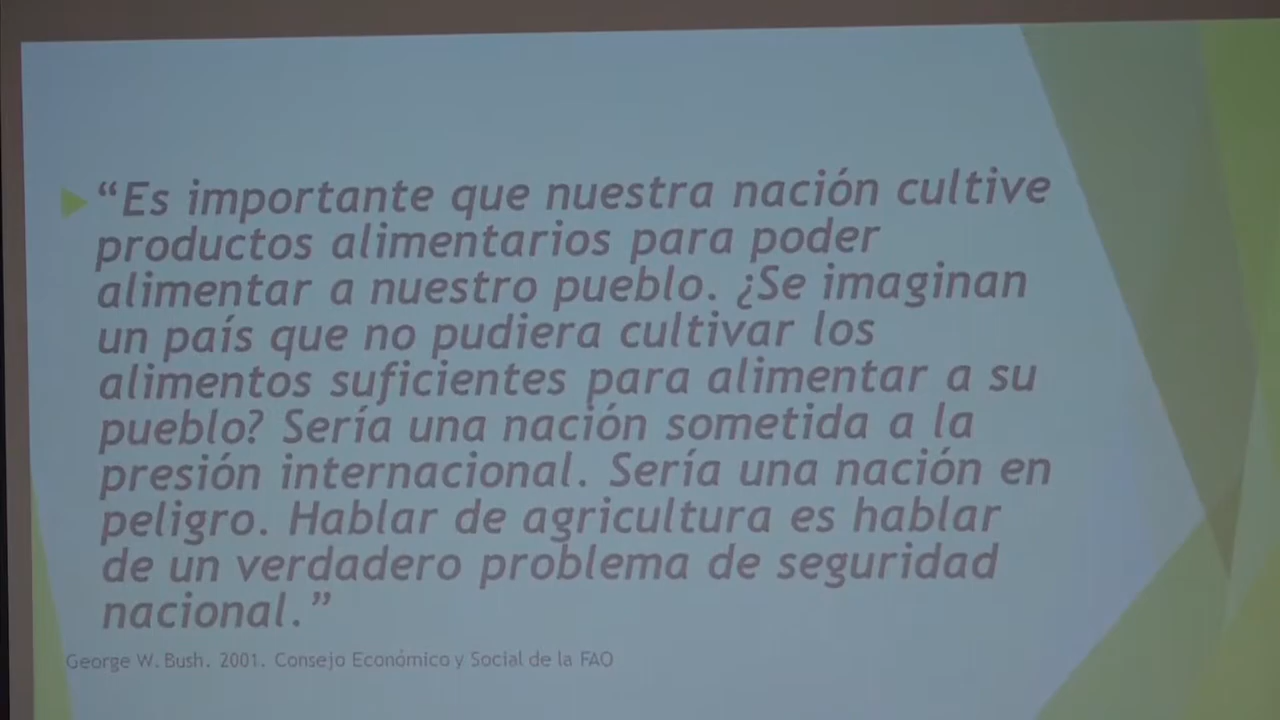 “Es importante que nuestra nación cultive
productos alimentarios para poder
alimentar a nuestro pueblo. ¿Se imaginan
un país que no pudiera cultivar los
alimentos suficientes para alimentar a su
pueblo? Sería una nación sometida a la
presión internacional. Sería una nación en
peligro. Hablar de agricultura es hablar
de un verdadero problema de seguridad
nacional.”
George W. Bush. 2001. Consejo Económico y Social de la FAO